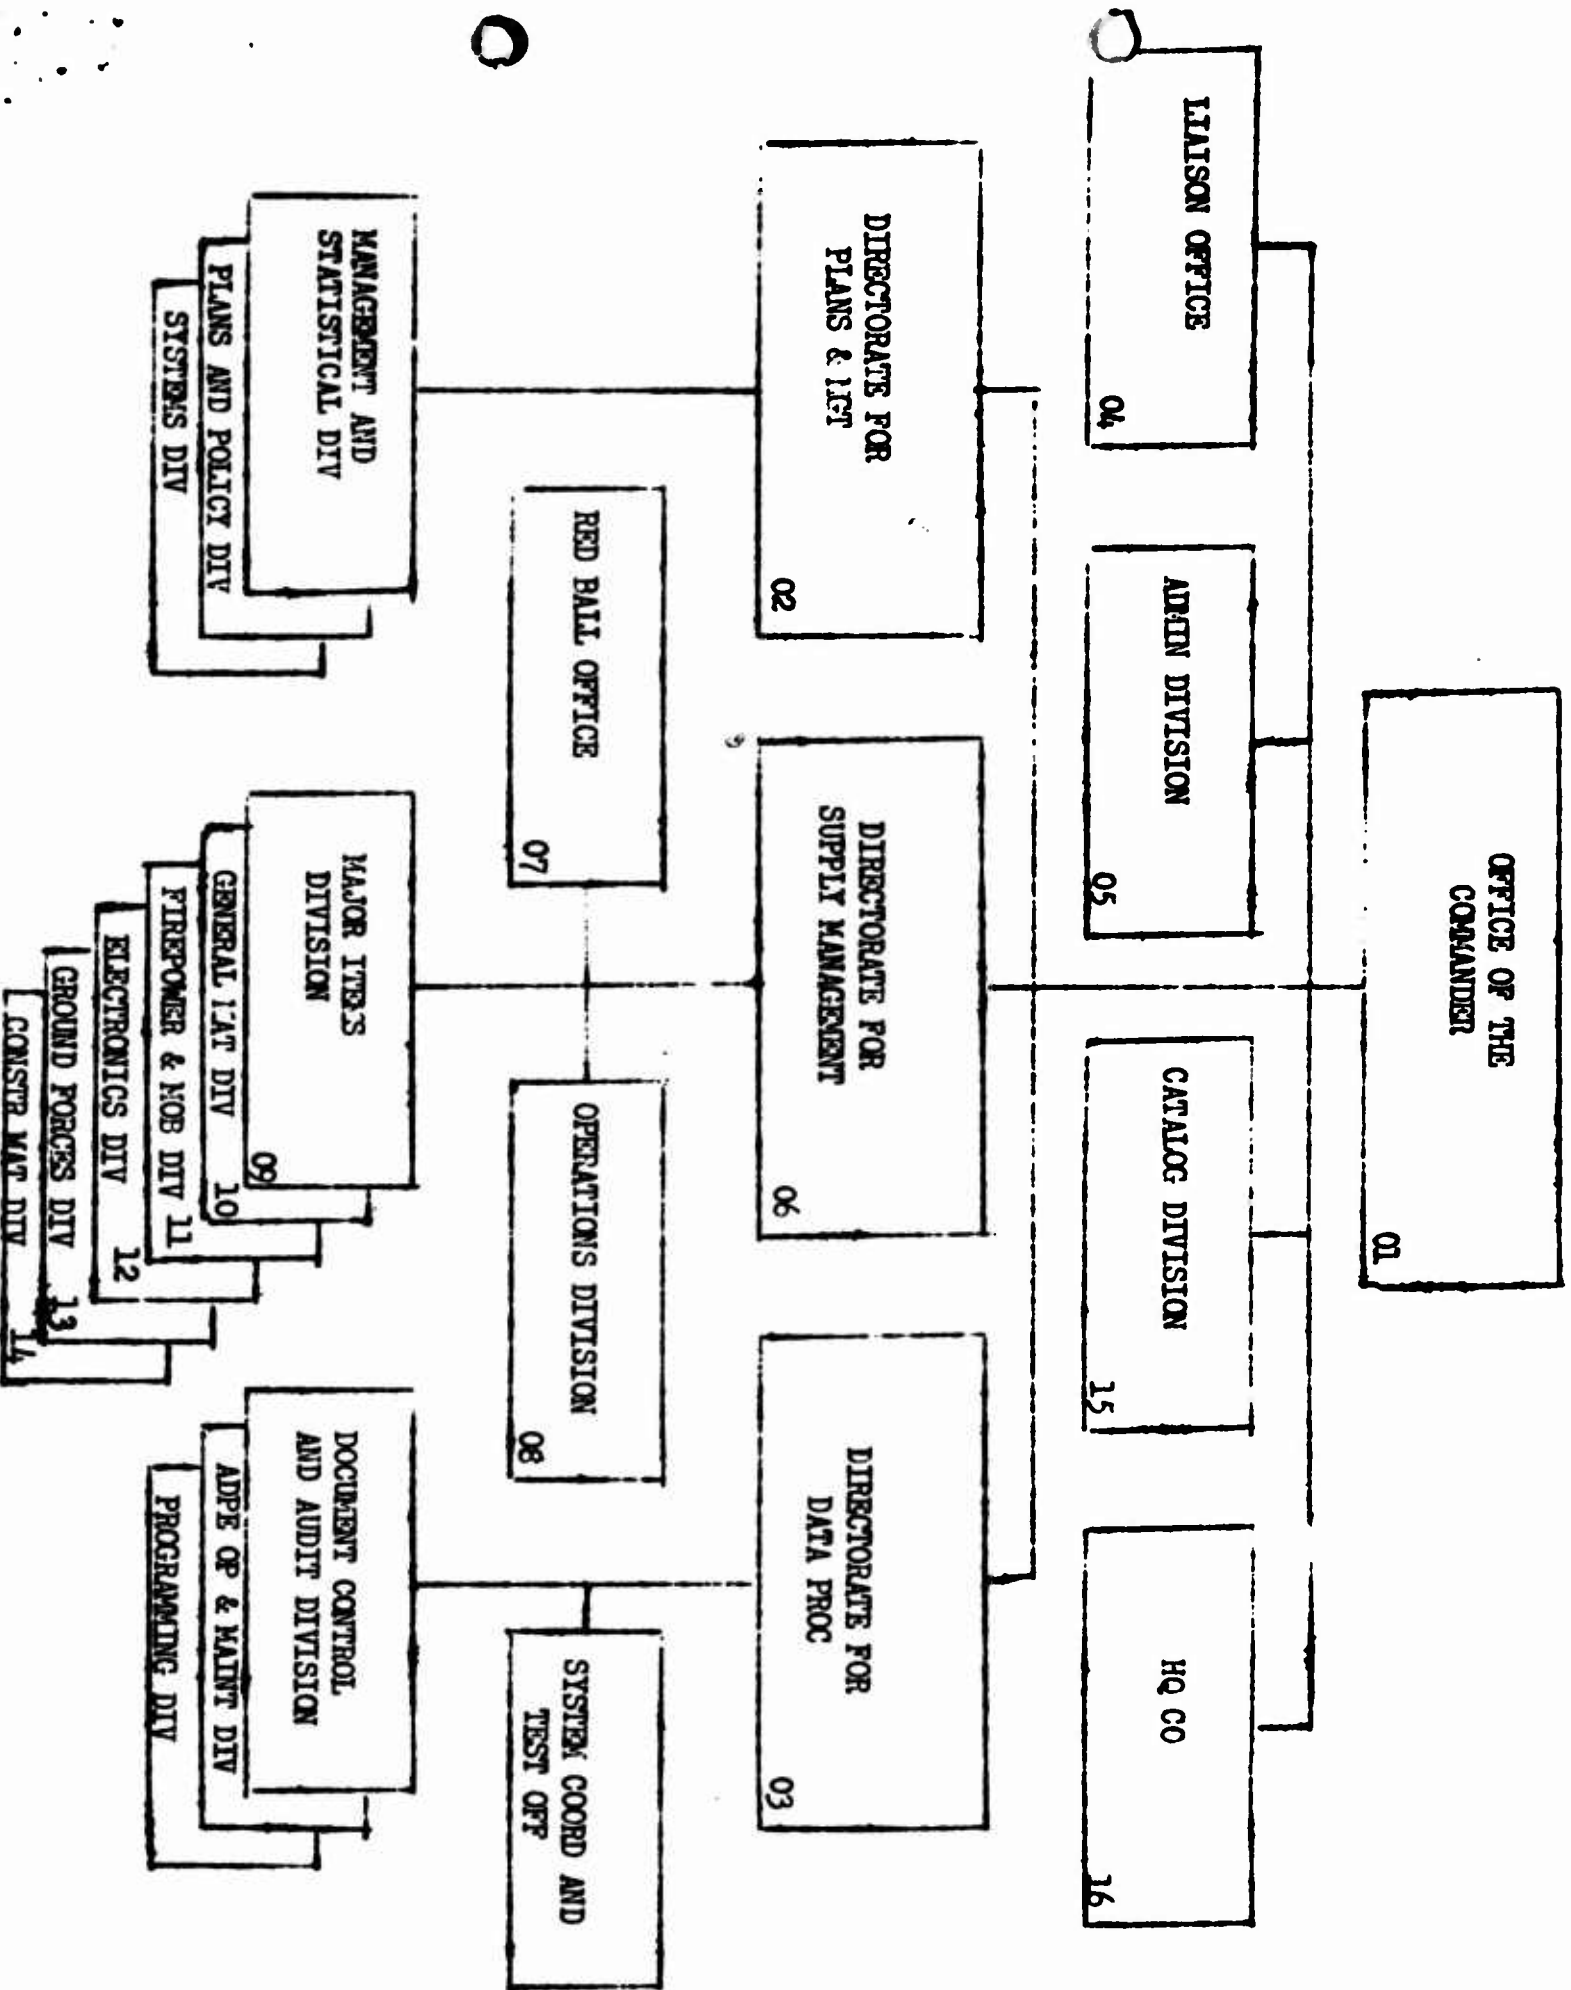 OFFICE OF THE
COMMANDER
01
LIAISON OFFICE
04
ADMIN DIVISION
05
CATALOG DIVISION
15
HQ CO
16
DIRECTORATE FOR
PLANS & MGT
02
DIRECTORATE FOR
SUPPLY MANAGEMENT
06
DIRECTORATE FOR
DATA PROC
03
RED BALL OFFICE
07
OPERATIONS DIVISION
08
SYSTEM COORD AND
TEST OFF
MANAGEMENT AND
STATISTICAL DIV
PLANS AND POLICY DIV
SYSTEMS DIV
MAJOR ITEMS
DIVISION
09
GENERAL MAT DIV 10
FIREPOWER & MOB DIV 11
ELECTRONICS DIV 12
GROUND FORCES DIV 13
CONSTR MAT DIV 14
DOCUMENT CONTROL
AND AUDIT DIVISION
ADPE OP & MAINT DIV
PROGRAMMING DIV